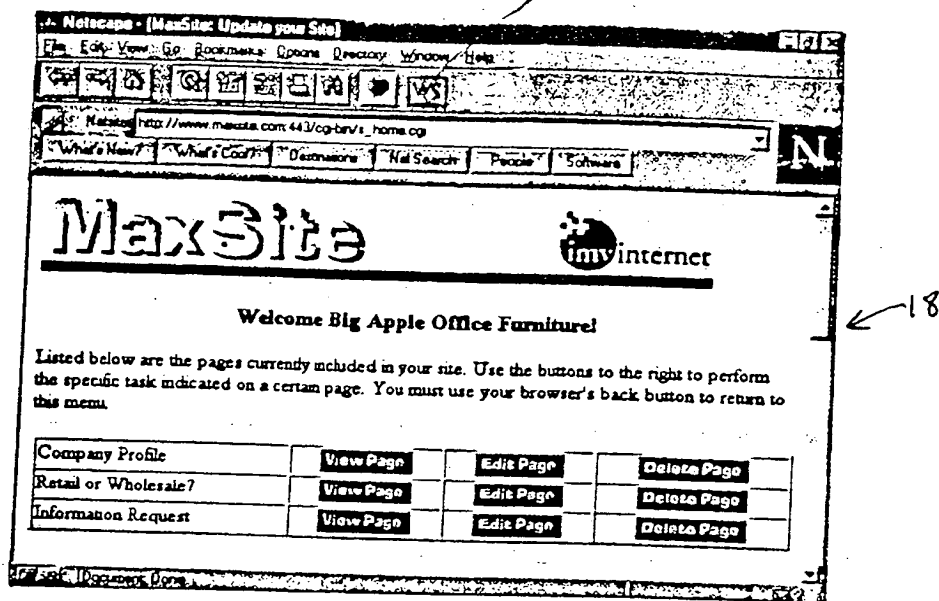 Netscape - [MaxSite: Update your Site]
File Edit View Go Bookmarks Options Directory Window Help
http://www.maxsite.com:443/cgi-bin/s_home.cgi
What's New? What's Cool? Destinations Net Search People Software
N
MaxSite imv internet
Welcome Big Apple Office Furniture!
18
Listed below are the pages currently included in your site. Use the buttons to the right to perform
the specific task indicated on a certain page. You must use your browser's back button to return to
this menu.
Company Profile View Page Edit Page Delete Page
Retail or Wholesale? View Page Edit Page Delete Page
Information Request View Page Edit Page Delete Page
Document: Done